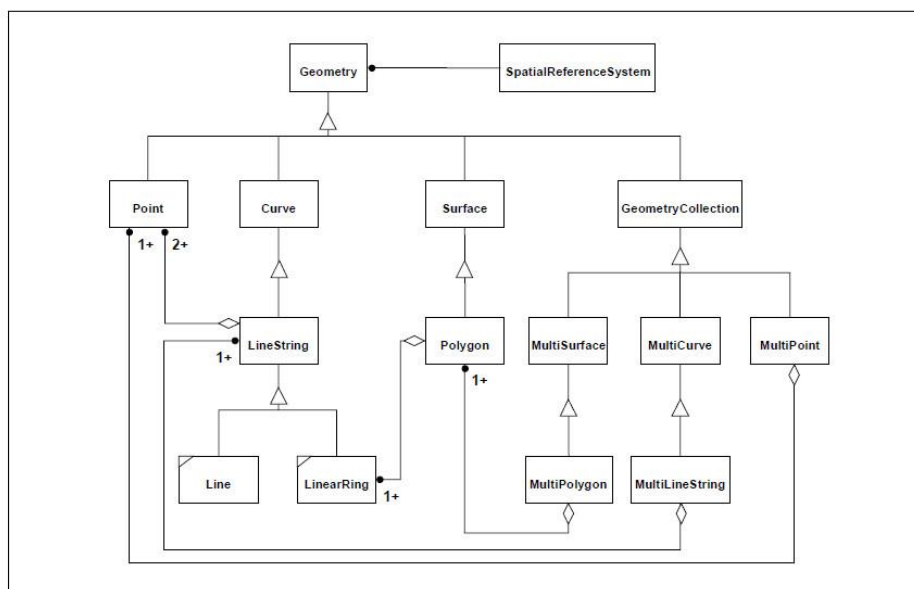 Geometry
SpatialReferenceSystem
Point
Curve
Surface
GeometryCollection
1+
2+
LineString
1+
Polygon
1+
MultiSurface
MultiCurve
MultiPoint
Line
LinearRing
1+
MultiPolygon
MultiLineString